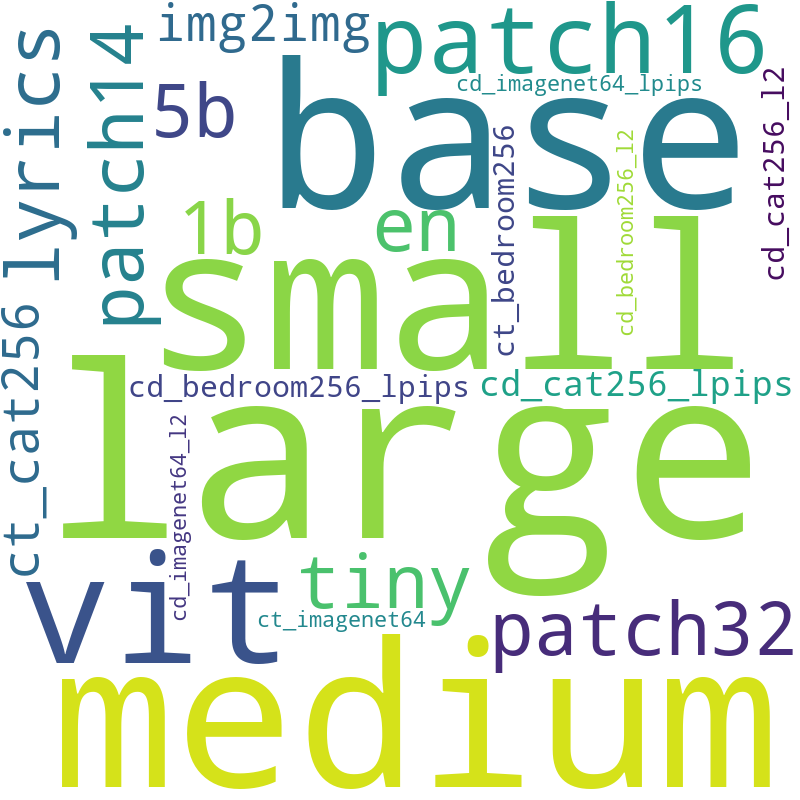 img2img
patch16
lyrics
patch14
5b
base
cd_imagenet64_lpips
cd_cat256_l2
1b
en
ct_bedroom256
cd_bedroom256_l2
small
ct_cat256
cd_bedroom256_lpips
cd_cat256_lpips
large
cd_imagenet64_l2
vit
tiny
ct_imagenet64
patch32
medium